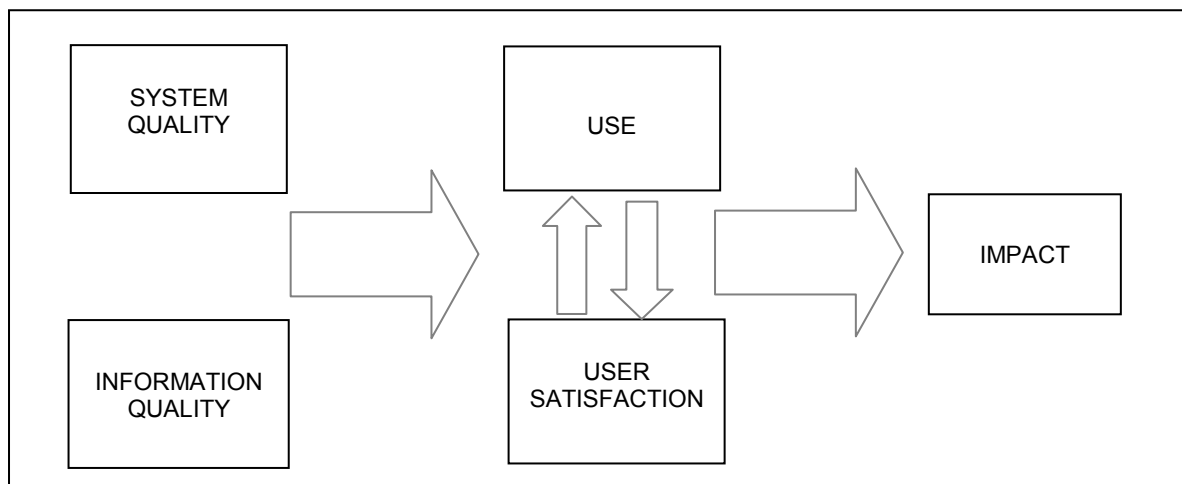 SYSTEM
QUALITY
USE
IMPACT
INFORMATION
QUALITY
USER
SATISFACTION